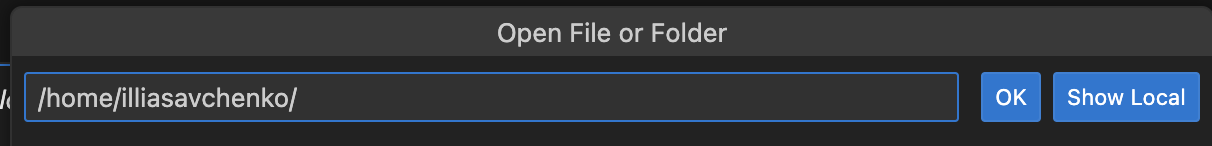 Open File or Folder
/home/illiasavchenko/
OK
Show Local